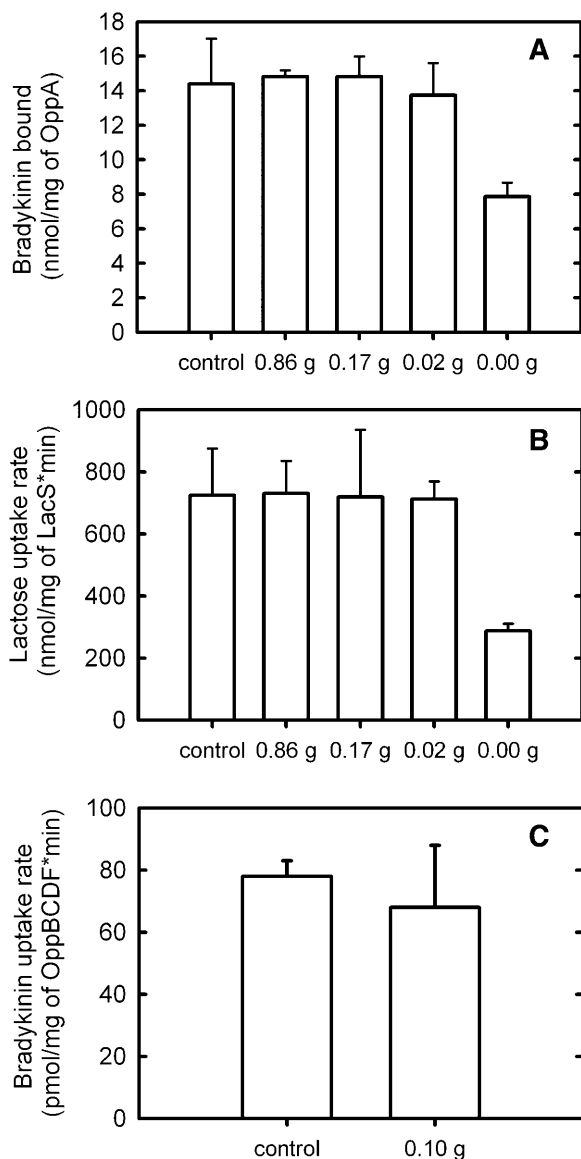 Bradykinin bound
(nmol/mg of OppA)
18
16
14
12
10
8
6
4
2
0
A
control 0.86 g 0.17 g 0.02 g 0.00 g
Lactose uptake rate
(nmol/mg of LacS*min)
1000
800
600
400
200
0
B
control 0.86 g 0.17 g 0.02 g 0.00 g
Bradykinin uptake rate
(pmol/mg of OppBCDF*min)
100
80
60
40
20
0
C
control 0.10 g